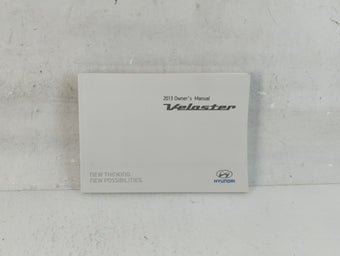 2013 Owner's Manual
Veloster
NEW THINKING.
NEW POSSIBILITIES.
HYUNDAI